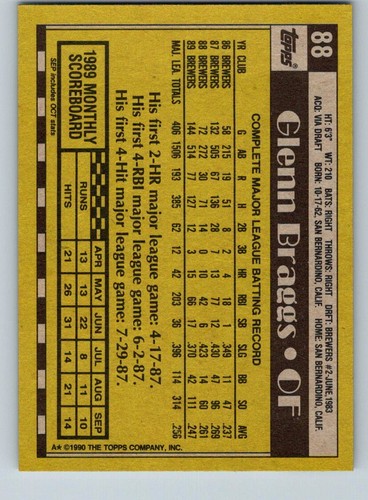 88
Topps
Glenn Braggs • OF
HT: 6'3" WT: 210 BATS: RIGHT THROWS: RIGHT DRFT: BREWERS #2-JUNE, 1983
ACQ: VIA DRAFT BORN: 10-17-62, SAN BERNARDINO, CALIF. HOME: SAN BERNARDINO, CALIF.
COMPLETE MAJOR LEAGUE BATTING RECORD
YR CLUB G AB R H 2B 3B HR RBI SB SLG BB SO AVG
86 BREWERS 58 215 19 51 8 2 4 18 1 .349 11 47 .237
87 BREWERS 132 505 67 136 28 7 13 77 12 .430 47 96 .269
88 BREWERS 72 272 30 71 14 0 10 42 6 .423 14 60 .261
89 BREWERS 144 514 77 127 12 3 15 66 17 .370 42 111 .247
MAJ. LEA. TOTALS 406 1506 193 385 62 12 42 203 36 .396 114 314 .256
His first 2-HR major league game: 4-17-87.
His first 4-RBI major league game: 6-2-87.
His first 4-Hit major league game: 7-29-87.
1989 MONTHLY
SCOREBOARD
APR MAY JUN JUL AUG SEP
RUNS 13 13 22 8 11 10
HITS 21 26 31 14 21 14
SEP includes OCT stats
A* ©1990 THE TOPPS COMPANY, INC.